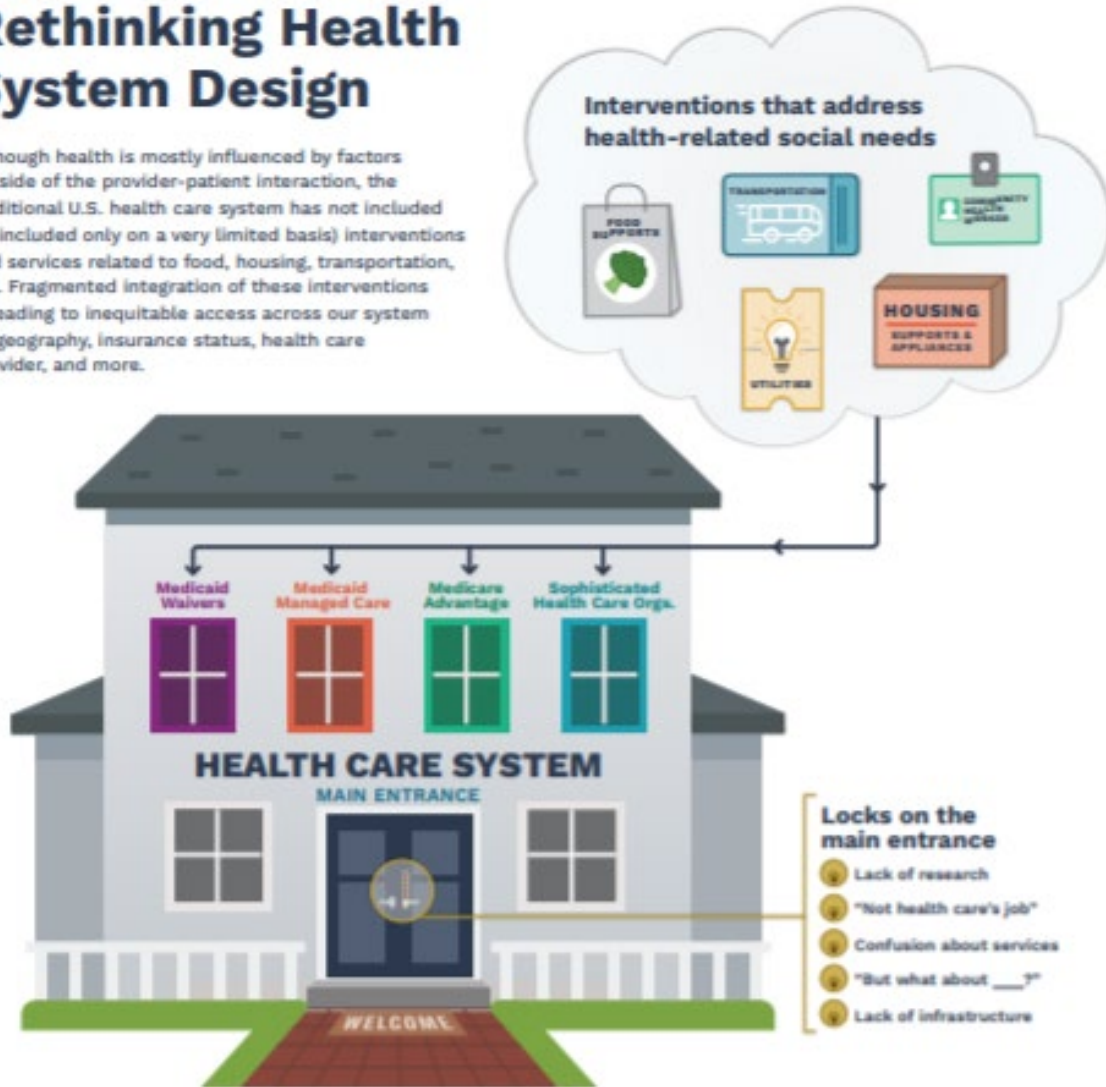 ethinking Health
ystem Design
hough health is mostly influenced by factors
side of the provider-patient interaction, the
ditional U.S. health care system has not included
included only on a very limited basis) interventions
services related to food, housing, transportation,
. Fragmented integration of these interventions
eading to inequitable access across our system
geography, insurance status, health care
vider, and more.
Interventions that address
health-related social needs
FOOD
SUPPORTS
TRANSPORTATION
COMMUNITY
HEALTH
WORKER
UTILITIES
HOUSING
SUPPORTS &
APPLIANCES
Medicaid
Waivers
Medicaid
Managed Care
Medicare
Advantage
Sophisticated
Health Care Orgs.
HEALTH CARE SYSTEM
MAIN ENTRANCE
WELCOME
Locks on the
main entrance
Lack of research
"Not health care's job"
Confusion about services
"But what about ___?"
Lack of infrastructure